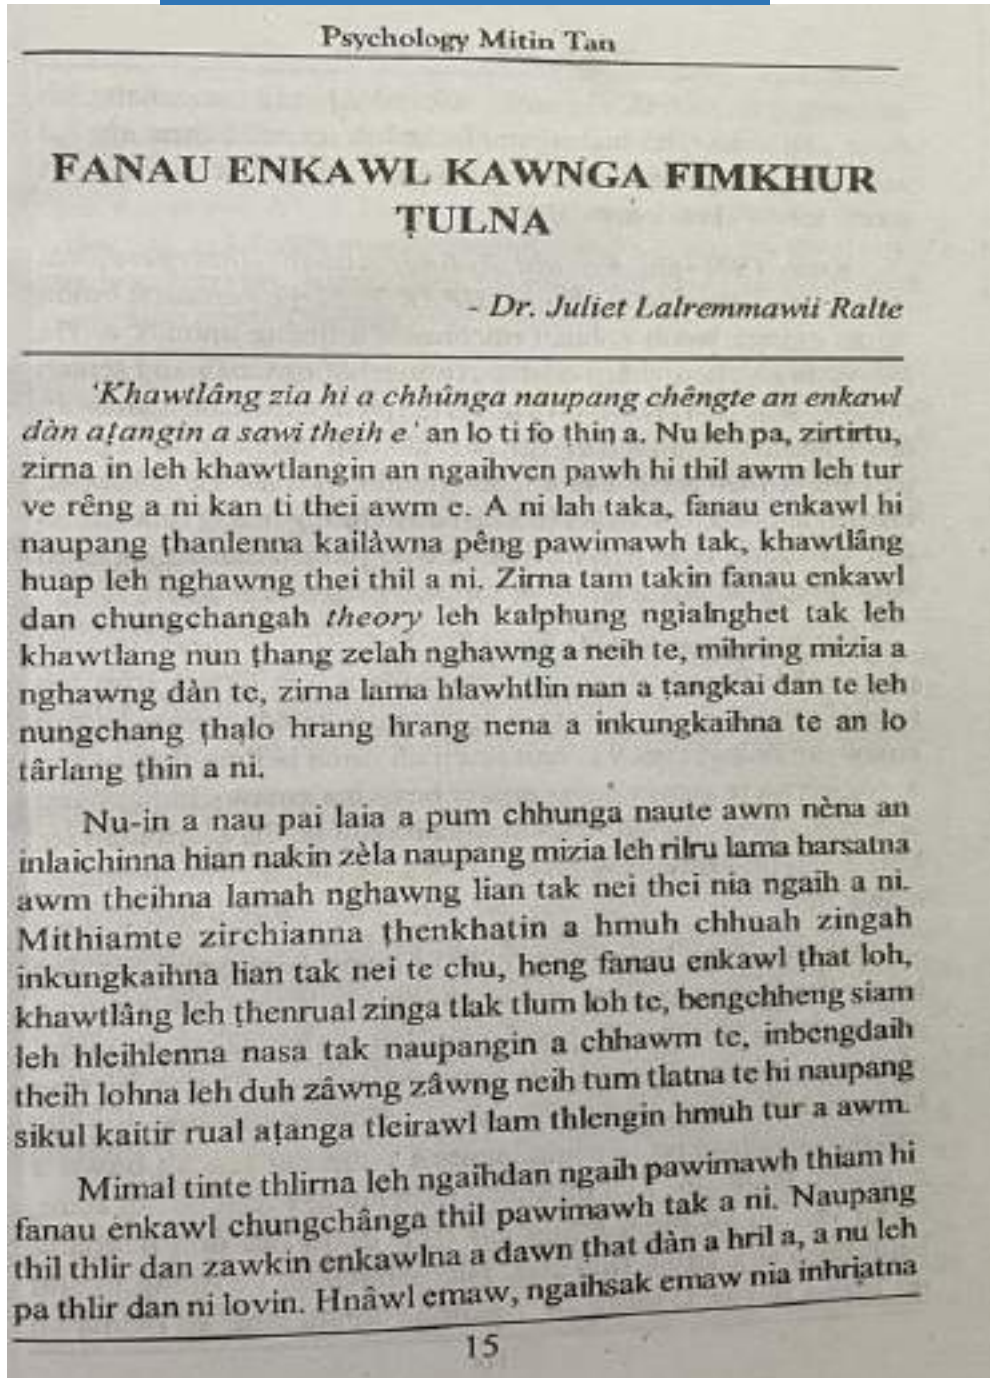 Psychology Mitin Tan
FANAU ENKAWL KAWNGA FIMKHUR
ṬULNA
- Dr. Juliet Lalremmawii Ralte
'Khawtlâng zia hi a chhûnga naupang chêngte an enkawl
dàn aṭangin a sawi theih e' an lo ti fo ṭhin a. Nu leh pa, zirtirtu,
zirna in leh khawtlangin an ngaihven pawh hi thil awm leh tur
ve rêng a ni kan ti thei awm e. A ni lah taka, fanau enkawl hi
naupang ṭhanlenna kailàwna pêng pawimawh tak, khawtlâng
huap leh nghawng thei thil a ni. Zirna tam takin fanau enkawl
dan chungchangah theory leh kalphung ngialnghet tak leh
khawtlang nun ṭhang zelah nghawng a neih te, mihring mizia a
nghawng dàn te, zirna lama hlawhtlin nan a ṭangkai dan te leh
nungchang ṭhalo hrang hrang nena a inkungkaihna te an lo
târlang ṭhin a ni.
Nu-in a nau pai laia a pum chhunga naute awm nèna an
inlaichinna hian nakin zèla naupang mizia leh rilru lama harsatna
awm theihna lamah nghawng lian tak nei thei nia ngaih a ni.
Mithiamte zirchianna ṭhenkhatin a hmuh chhuah zingah
inkungkaihna lian tak nei te chu, heng fanau enkawl ṭhat loh,
khawtlâng leh ṭhenrual zinga tlak tlum loh te, bengchheng siam
leh hleihlenna nasa tak naupangin a chhawm te, inbengdaih
theih lohna leh duh zâwng zâwng neih tum tlatna te hi naupang
sikul kaitir rual aṭanga tleirawl lam thlengin hmuh tur a awm.
Mimal tinte thlirna leh ngaihdan ngaih pawimawh thiam hi
fanau enkawl chungchânga thil pawimawh tak a ni. Naupang
thil thlir dan zawkin enkawlna a dawn ṭhat dàn a hril a, a nu leh
pa thlir dan ni lovin. Hnâwl emaw, ngaihsak emaw nia inhriatna
15